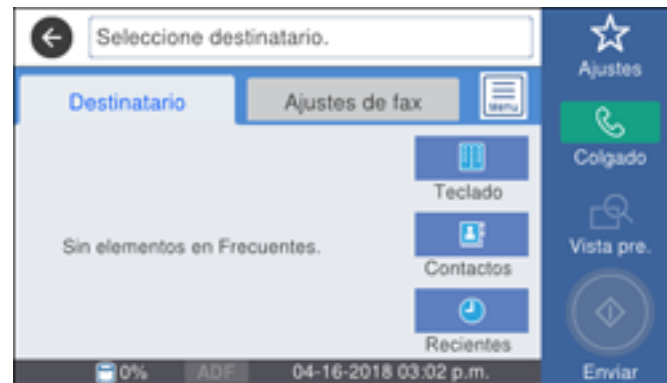 Seleccione destinatario.
Ajustes
Destinatario
Ajustes de fax
Menu
Colgado
Teclado
Vista pre.
Sin elementos en Frecuentes.
Contactos
Recientes
0%
ADF
04-16-2018 03:02 p.m.
Enviar